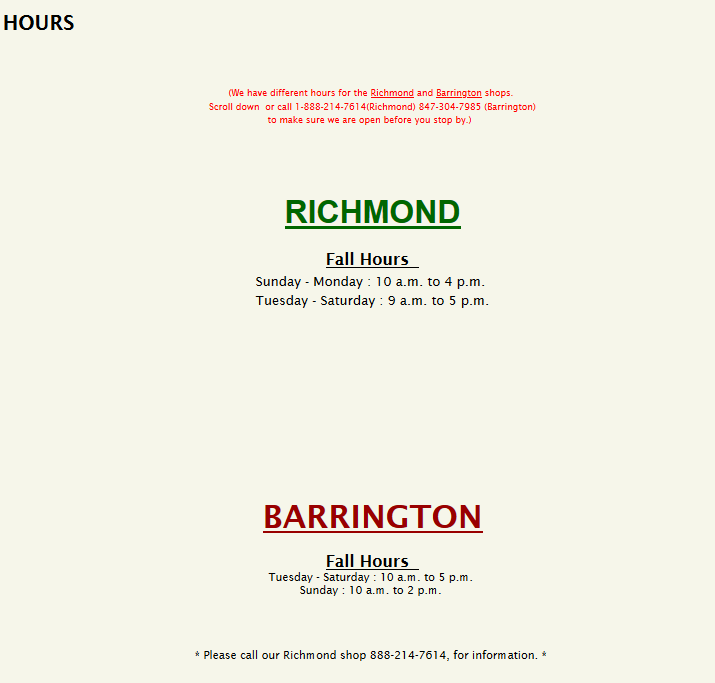 HOURS
(We have different hours for the Richmond and Barrington shops.
Scroll down  or call 1-888-214-7614(Richmond) 847-304-7985 (Barrington)
to make sure we are open before you stop by.)
RICHMOND
Fall Hours
Sunday - Monday : 10 a.m. to 4 p.m.
Tuesday - Saturday : 9 a.m. to 5 p.m.
BARRINGTON
Fall Hours
Tuesday - Saturday : 10 a.m. to 5 p.m.
Sunday : 10 a.m. to 2 p.m.
* Please call our Richmond shop 888-214-7614, for information. *